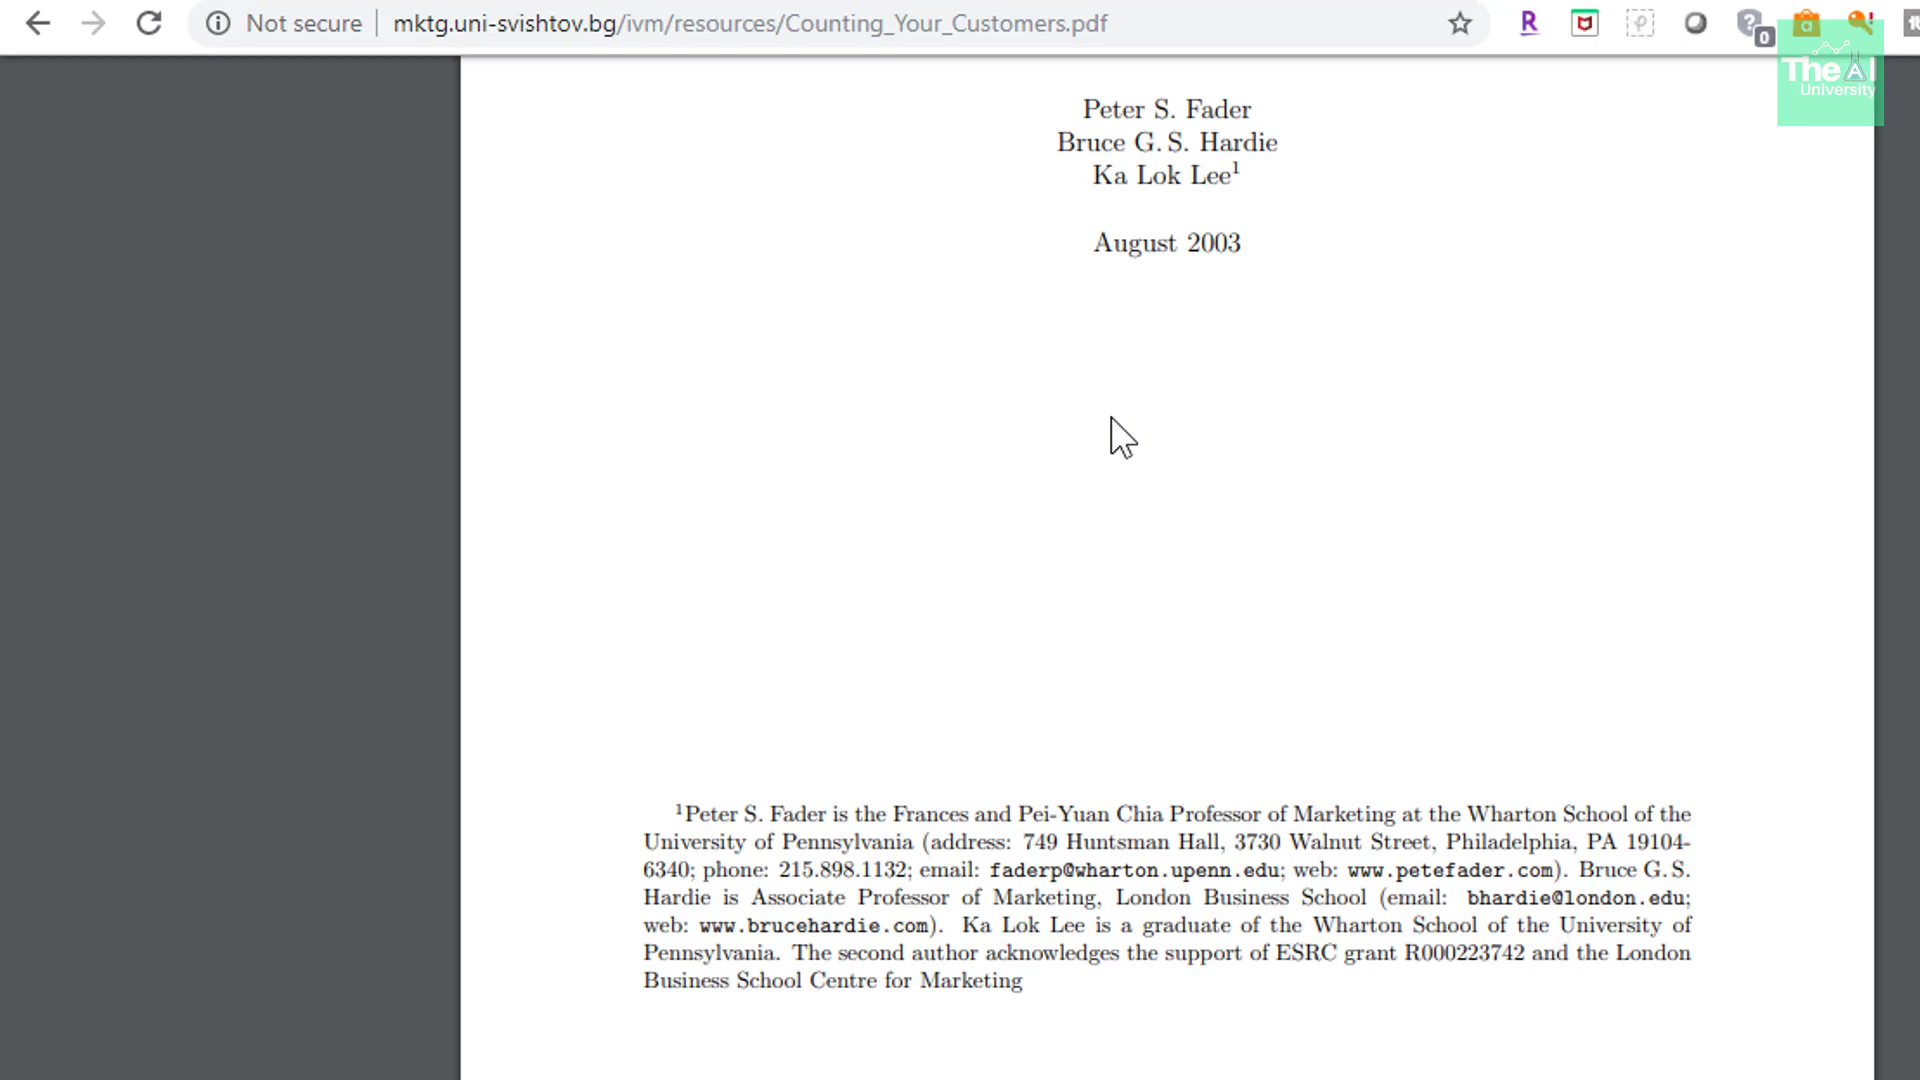 Not secure
mktg.uni-svishtov.bg/ivm/resources/Counting_Your_Customers.pdf
0
The AI
University
Peter S. Fader
Bruce G. S. Hardie
Ka Lok Lee¹
August 2003
¹Peter S. Fader is the Frances and Pei-Yuan Chia Professor of Marketing at the Wharton School of the
University of Pennsylvania (address: 749 Huntsman Hall, 3730 Walnut Street, Philadelphia, PA 19104-
6340; phone: 215.898.1132; email: faderp@wharton.upenn.edu; web: www.petefader.com). Bruce G. S.
Hardie is Associate Professor of Marketing, London Business School (email: bhardie@london.edu;
web: www.brucehardie.com). Ka Lok Lee is a graduate of the Wharton School of the University of
Pennsylvania. The second author acknowledges the support of ESRC grant R000223742 and the London
Business School Centre for Marketing